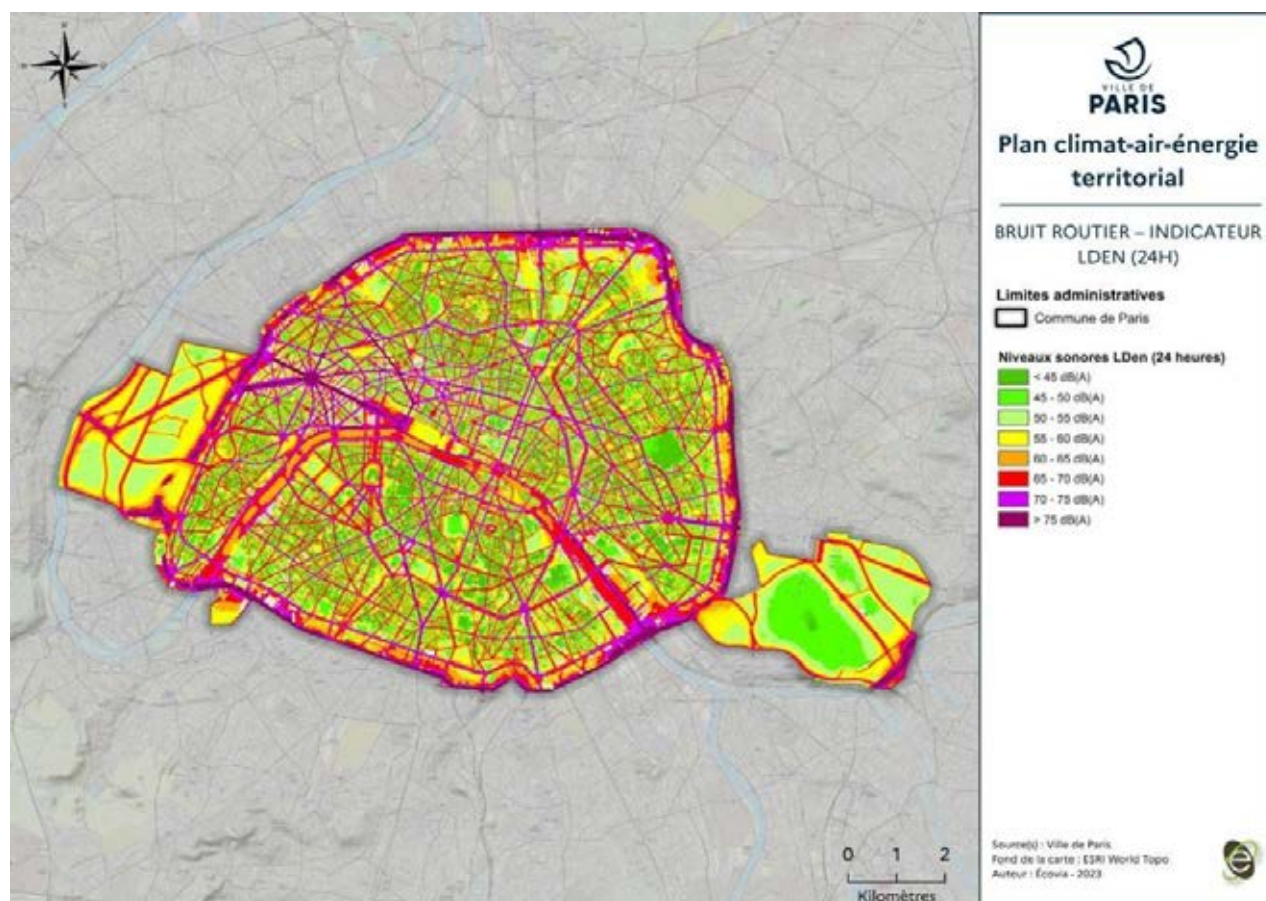 VILLE DE
PARIS
Plan climat-air-énergie
territorial
BRUIT ROUTIER – INDICATEUR
LDEN (24H)
Limites administratives
Commune de Paris
Niveaux sonores LDen (24 heures)
< 45 dB(A)
45 - 50 dB(A)
50 - 55 dB(A)
55 - 60 dB(A)
60 - 65 dB(A)
65 - 70 dB(A)
70 - 75 dB(A)
> 75 dB(A)
0 1 2
Kilomètres
Source(s) : Ville de Paris
Fond de la carte : ESRI World Topo
Auteur : Écovia - 2023